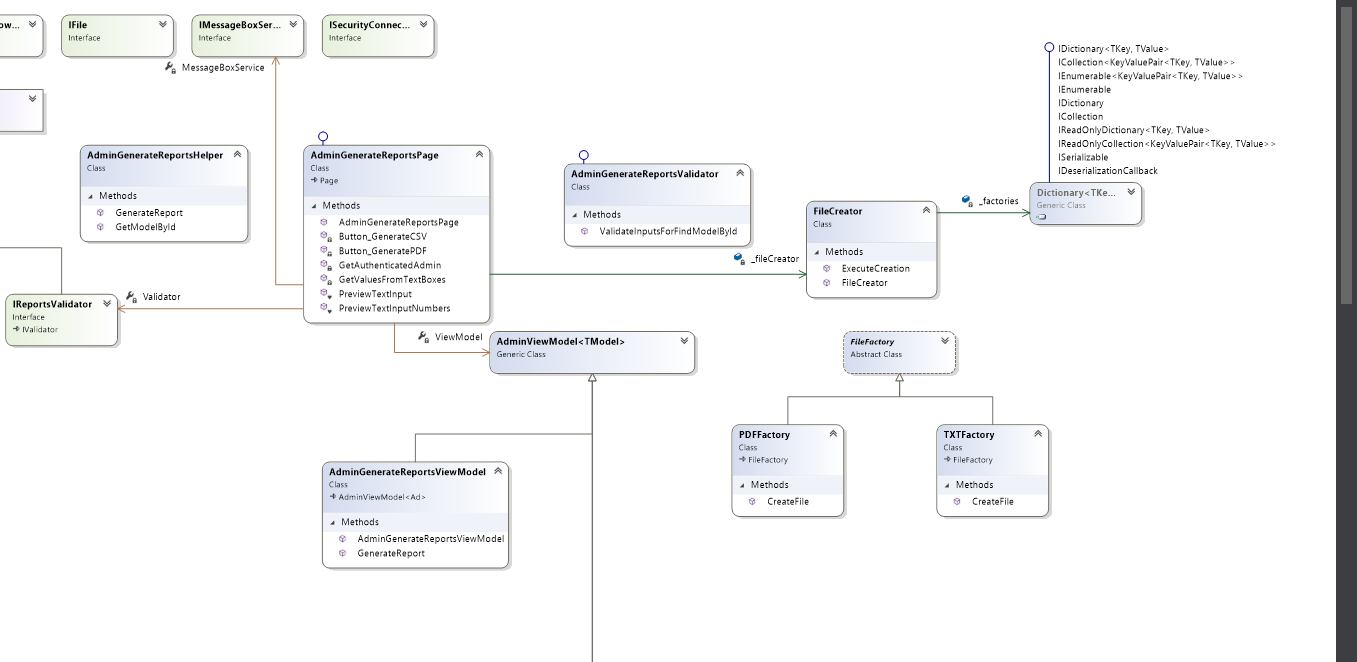 ow...
IFile
Interface
IMessageBoxSer...
Interface
ISecurityConnec...
Interface
MessageBoxService
IDictionary<TKey, TValue>
ICollection<KeyValuePair<TKey, TValue>>
IEnumerable<KeyValuePair<TKey, TValue>>
IEnumerable
IDictionary
ICollection
IReadOnlyDictionary<TKey, TValue>
IReadOnlyCollection<KeyValuePair<TKey, TValue>>
ISerializable
IDeserializationCallback
AdminGenerateReportsHelper
Class
Methods
GenerateReport
GetModelById
AdminGenerateReportsPage
Class
Page
Methods
AdminGenerateReportsPage
Button_GenerateCSV
Button_GeneratePDF
GetAuthenticatedAdmin
GetValuesFromTextBoxes
PreviewTextInput
PreviewTextInputNumbers
AdminGenerateReportsValidator
Class
Methods
ValidateInputsForFindModelById
_fileCreator
FileCreator
Class
Methods
ExecuteCreation
FileCreator
_factories
Dictionary<TKe...
Generic Class
IReportsValidator
Interface
IValidator
Validator
ViewModel
AdminViewModel<TModel>
Generic Class
FileFactory
Abstract Class
PDFFactory
Class
FileFactory
Methods
CreateFile
TXTFactory
Class
FileFactory
Methods
CreateFile
AdminGenerateReportsViewModel
Class
AdminViewModel<Ad>
Methods
AdminGenerateReportsViewModel
GenerateReport